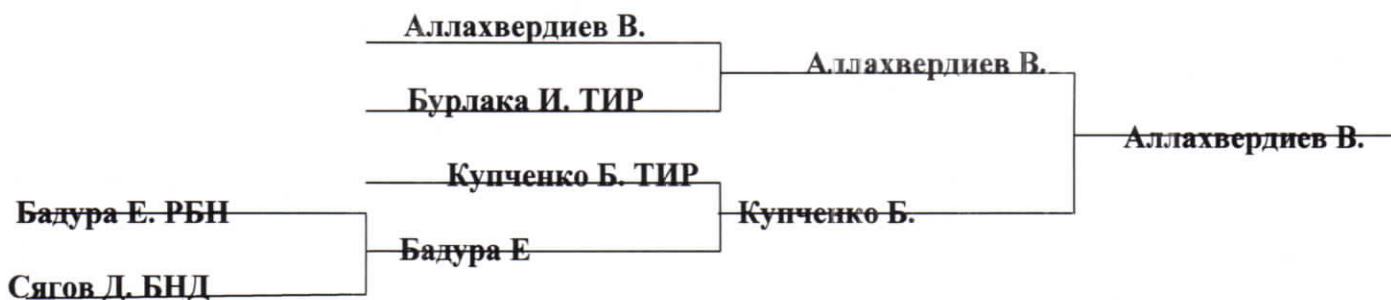 Аллахвердиев В.
Аллахвердиев В.
Бурлака И. ТИР
Аллахвердиев В.
Купченко Б. ТИР
Бадура Е. РБН
Купченко Б.
Бадура Е
Сягов Д. БНД